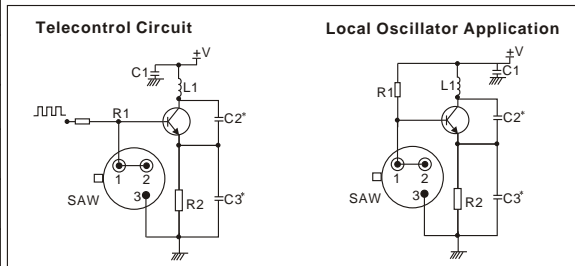 Telecontrol Circuit
+V
C1
L1
R1
C2*
1 2
SAW
3
R2
C3*
Local Oscillator Application
+V
C1
R1
L1
C2*
1 2
SAW
3
R2
C3*